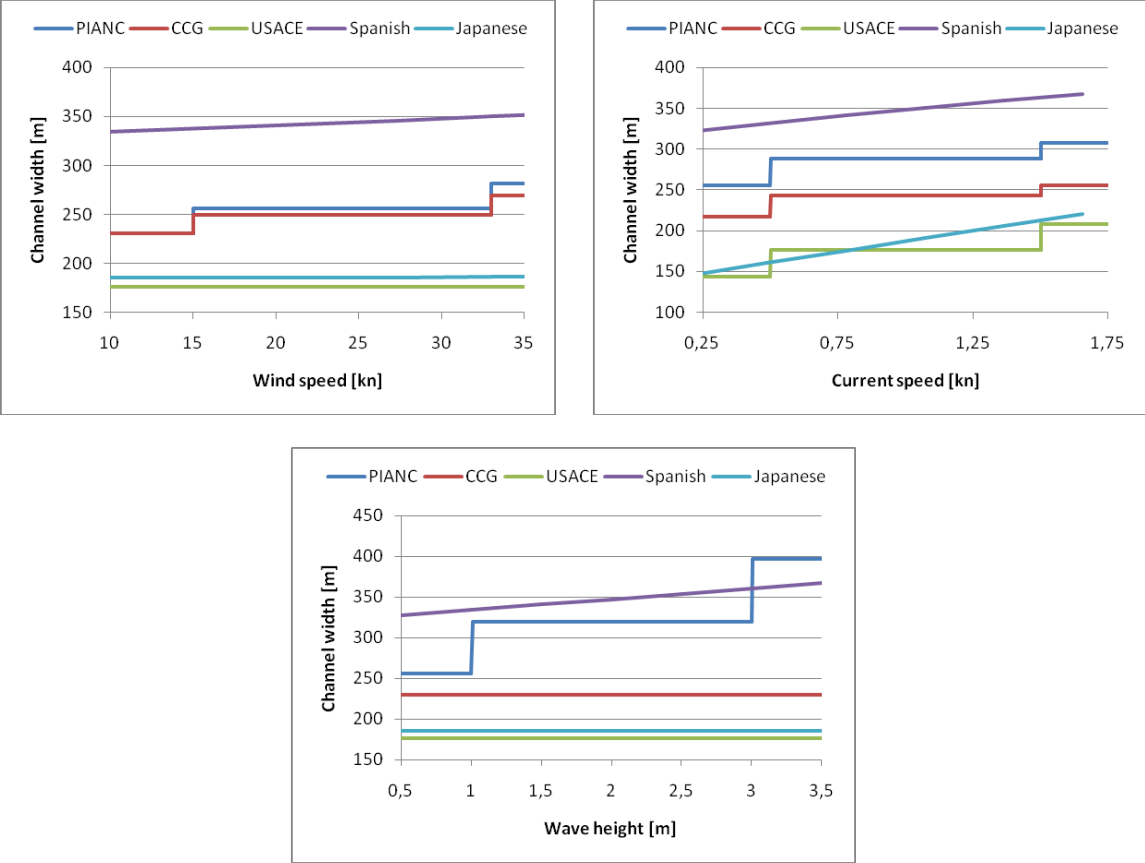 PIANC CCG USACE Spanish Japanese
400
350
300
250
200
150
Channel width [m]
10 15 20 25 30 35
Wind speed [kn]
PIANC CCG USACE Spanish Japanese
400
350
300
250
200
150
100
Channel width [m]
0,25 0,75 1,25 1,75
Current speed [kn]
PIANC CCG USACE Spanish Japanese
450
400
350
300
250
200
150
Channel width [m]
0,5 1 1,5 2 2,5 3 3,5
Wave height [m]